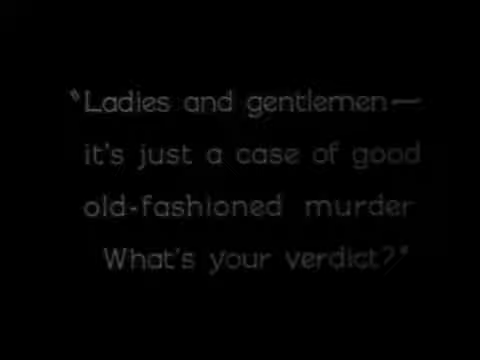 "Ladies and gentlemen—
it's just a case of good
old-fashioned murder
What's your verdict?"